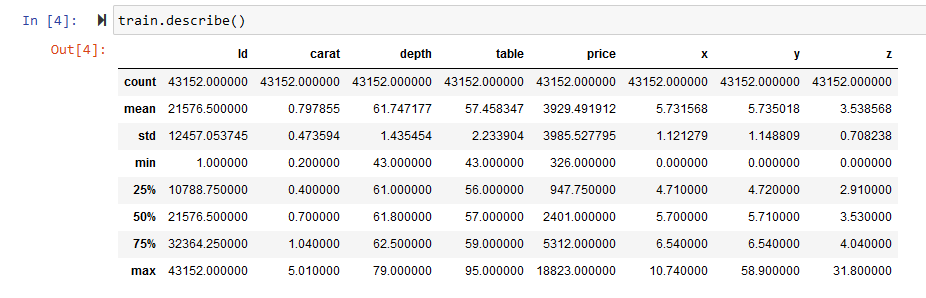 In [4]: train.describe()
Out[4]:
Id carat depth table price x y z
count 43152.000000 43152.000000 43152.000000 43152.000000 43152.000000 43152.000000 43152.000000 43152.000000
mean 21576.500000 0.797855 61.747177 57.458347 3929.491912 5.731568 5.735018 3.538568
std 12457.053745 0.473594 1.435454 2.233904 3985.527795 1.121279 1.148809 0.708238
min 1.000000 0.200000 43.000000 43.000000 326.000000 0.000000 0.000000 0.000000
25% 10788.750000 0.400000 61.000000 56.000000 947.750000 4.710000 4.720000 2.910000
50% 21576.500000 0.700000 61.800000 57.000000 2401.000000 5.700000 5.710000 3.530000
75% 32364.250000 1.040000 62.500000 59.000000 5312.000000 6.540000 6.540000 4.040000
max 43152.000000 5.010000 79.000000 95.000000 18823.000000 10.740000 58.900000 31.800000